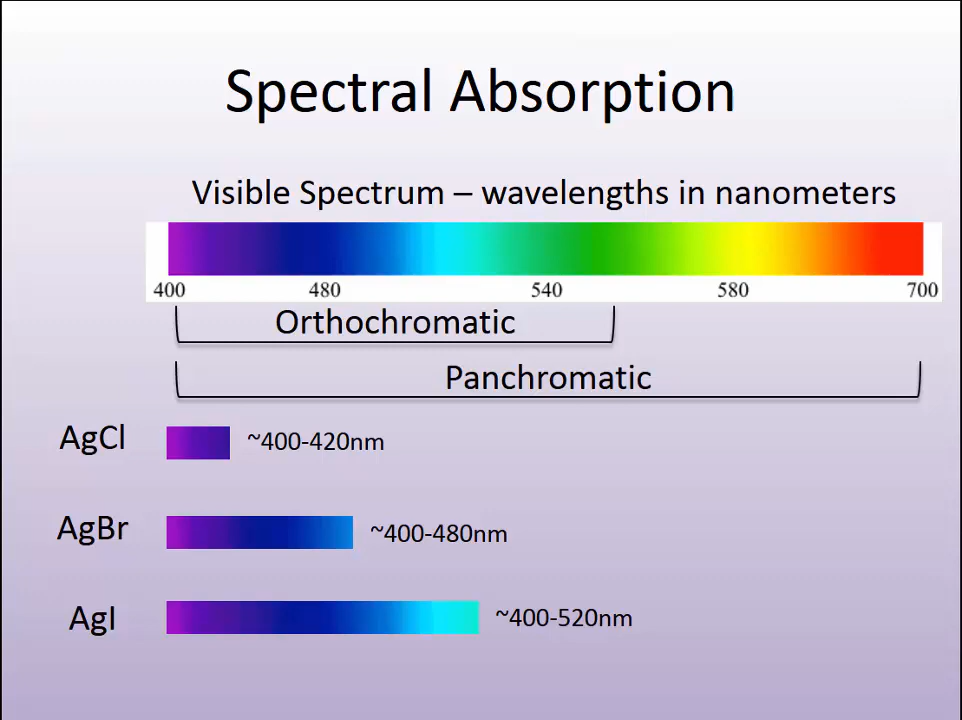 Spectral Absorption
Visible Spectrum – wavelengths in nanometers
400 480 540 580 700
Orthochromatic
Panchromatic
AgCl ~400-420nm
AgBr ~400-480nm
AgI ~400-520nm